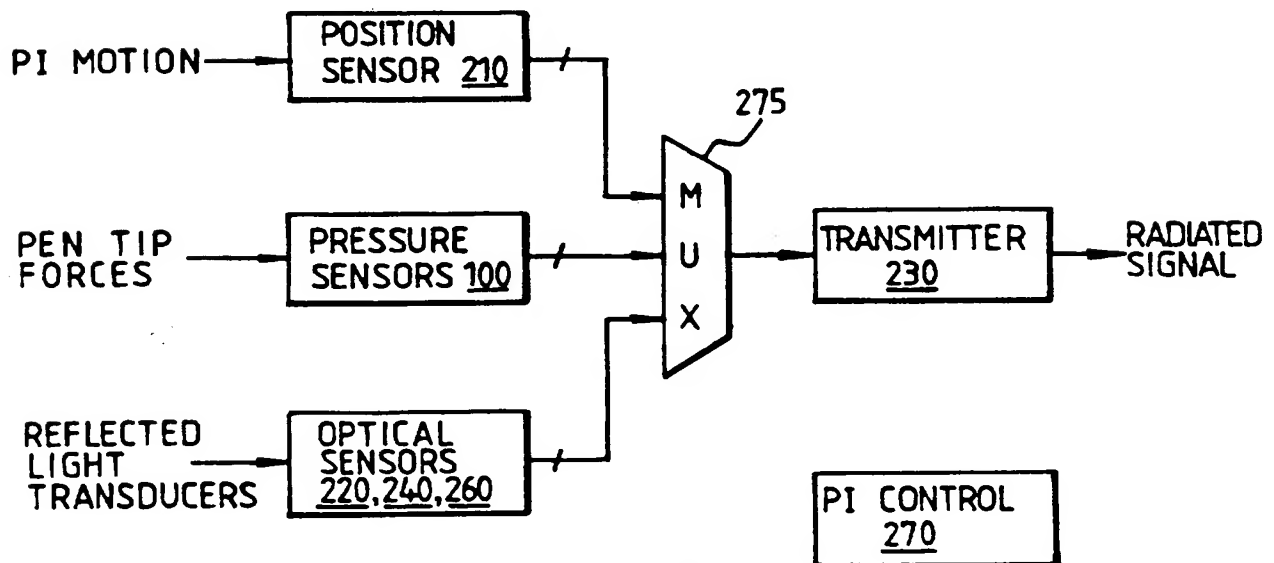 PI MOTION
POSITION
SENSOR 210
275
PEN TIP
FORCES
PRESSURE
SENSORS 100
M
U
X
TRANSMITTER
230
RADIATED
SIGNAL
REFLECTED
LIGHT
TRANSDUCERS
OPTICAL
SENSORS
220, 240, 260
PI CONTROL
270